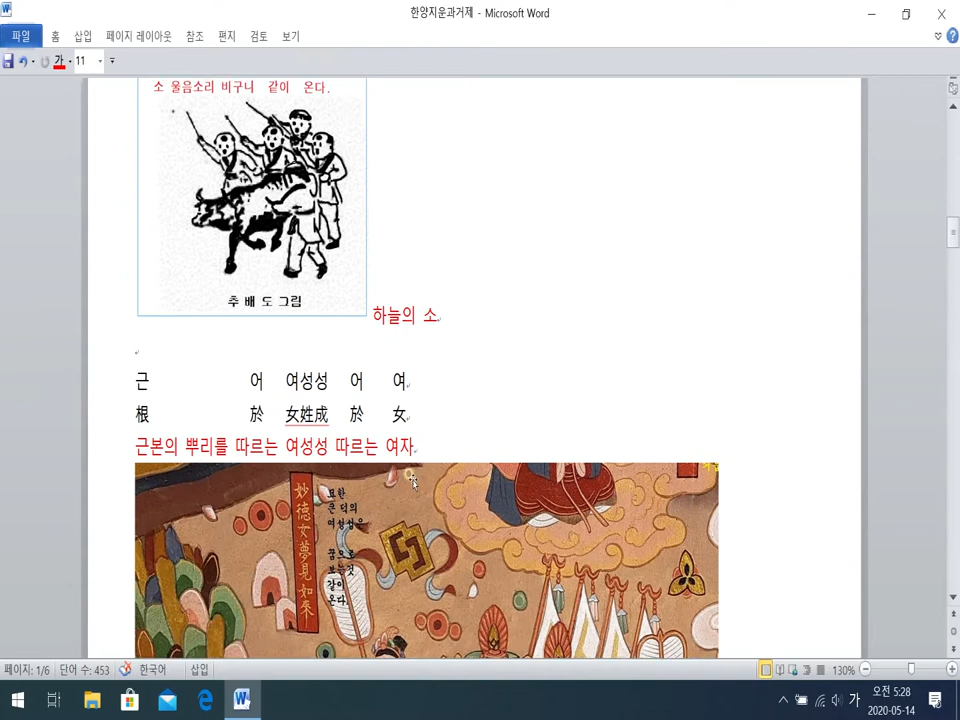 한양지운과거제 - Microsoft Word
파일 홈 삽입 페이지 레이아웃 참조 편지 검토 보기
가 11
소 울음소리 비구니 같이 온다.
추배도그림
하늘의 소
근 어 여성성 어 여
根 於 女姓成 於 女
근본의 뿌리를 따르는 여성성 따르는 여자
妙德女夢見如來
묘한
큰 덕의
여성성은
꿈으로
보는것
같이
온다.
페이지: 1/6 단어 수: 453 한국어 삽입 130%
가 오전 5:28
2020-05-14